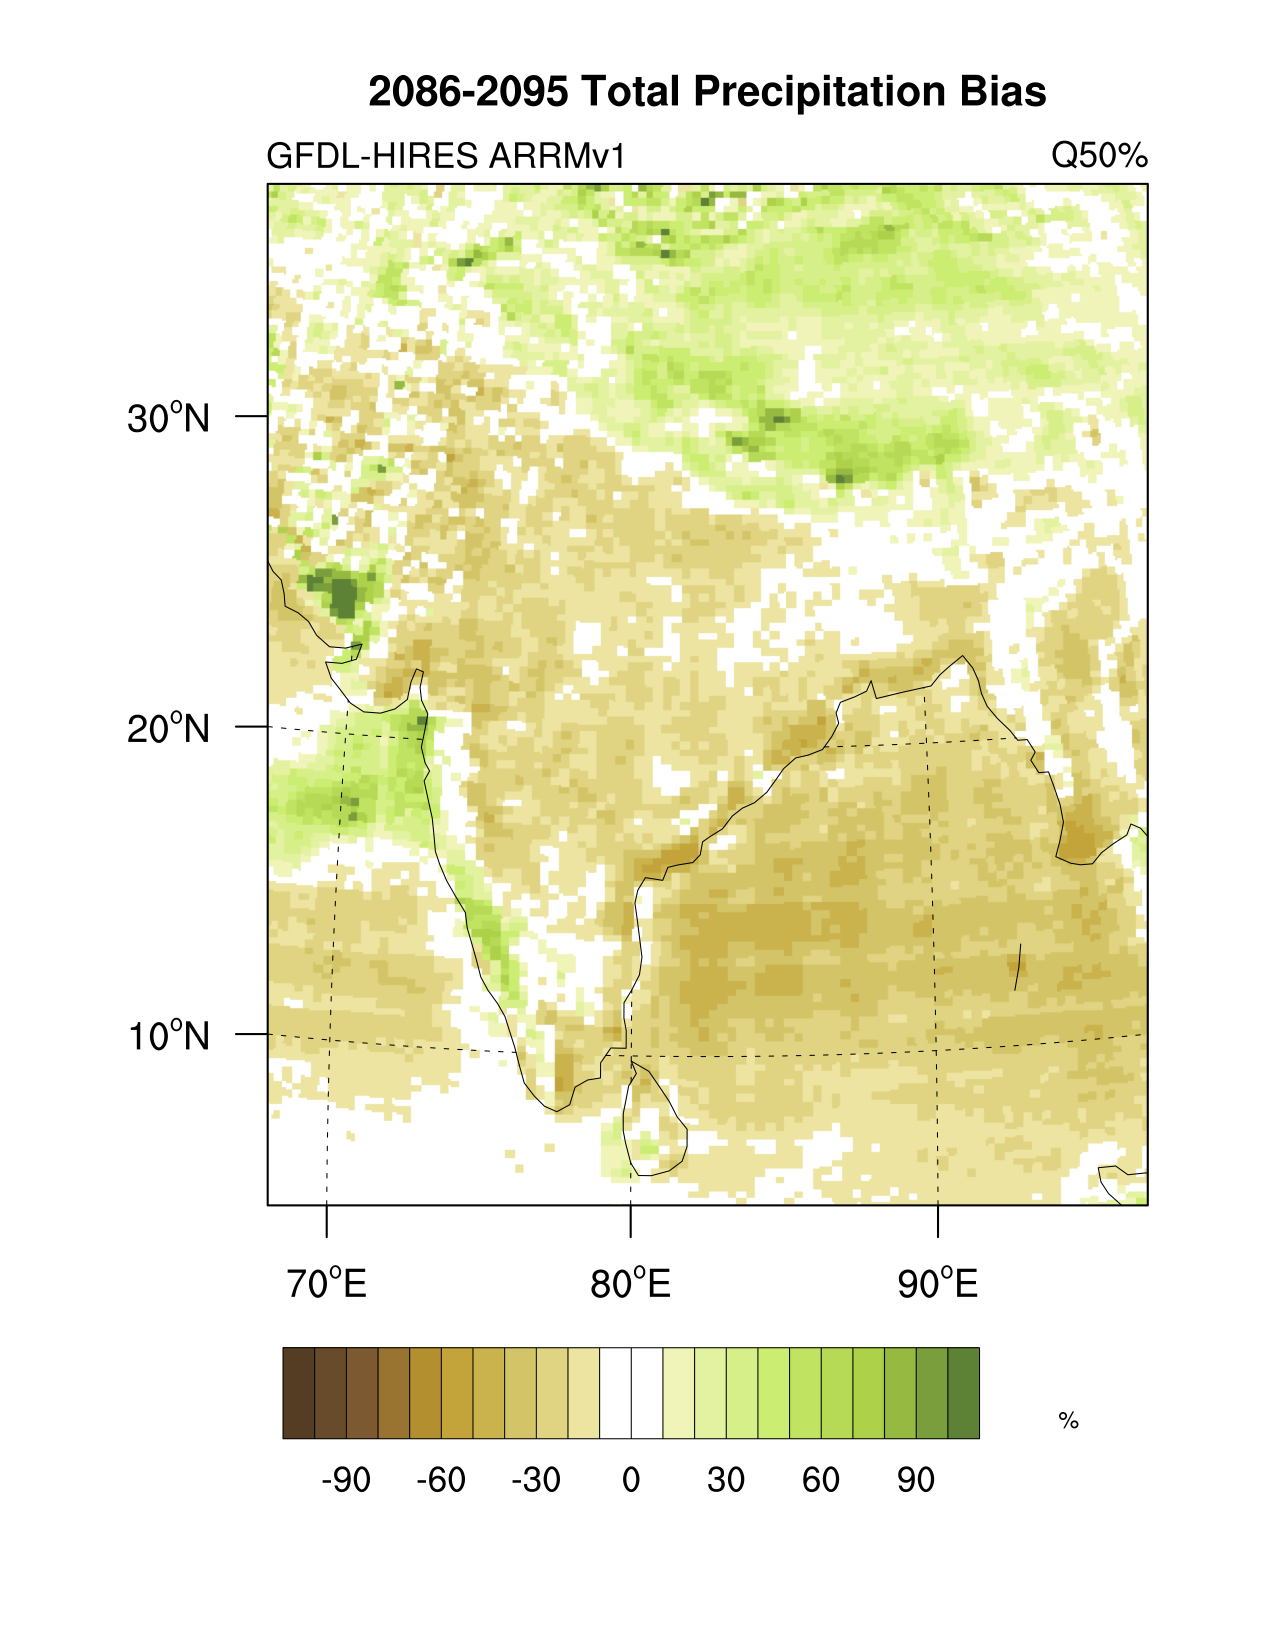 2086-2095 Total Precipitation Bias
GFDL-HIRES ARRMv1 Q50%
30°N
20°N
10°N
70°E 80°E 90°E
%
-90 -60 -30 0 30 60 90